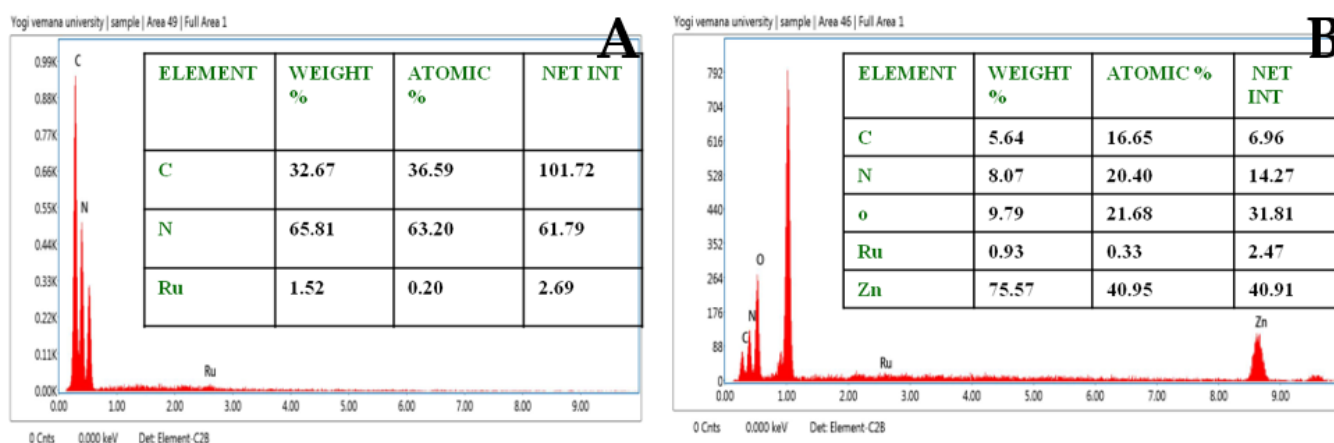 Yogi vemana university | sample | Area 49 | Full Area 1
A
ELEMENT WEIGHT % ATOMIC % NET INT
C 32.67 36.59 101.72
N 65.81 63.20 61.79
Ru 1.52 0.20 2.69
0.99K
0.88K
0.77K
0.66K
0.55K
0.44K
0.33K
0.22K
0.11K
0.00K
C
N
Ru
0.00 1.00 2.00 3.00 4.00 5.00 6.00 7.00 8.00 9.00
0 Cnts 0.000 keV Det: Element-C2B
Yogi vemana university | sample | Area 46 | Full Area 1
B
ELEMENT WEIGHT % ATOMIC % NET INT
C 5.64 16.65 6.96
N 8.07 20.40 14.27
o 9.79 21.68 31.81
Ru 0.93 0.33 2.47
Zn 75.57 40.95 40.91
792
704
616
528
440
352
264
176
88
0
O
N
C
Ru
Zn
0.00 1.00 2.00 3.00 4.00 5.00 6.00 7.00 8.00 9.00
0 Cnts 0.000 keV Det: Element-C2B